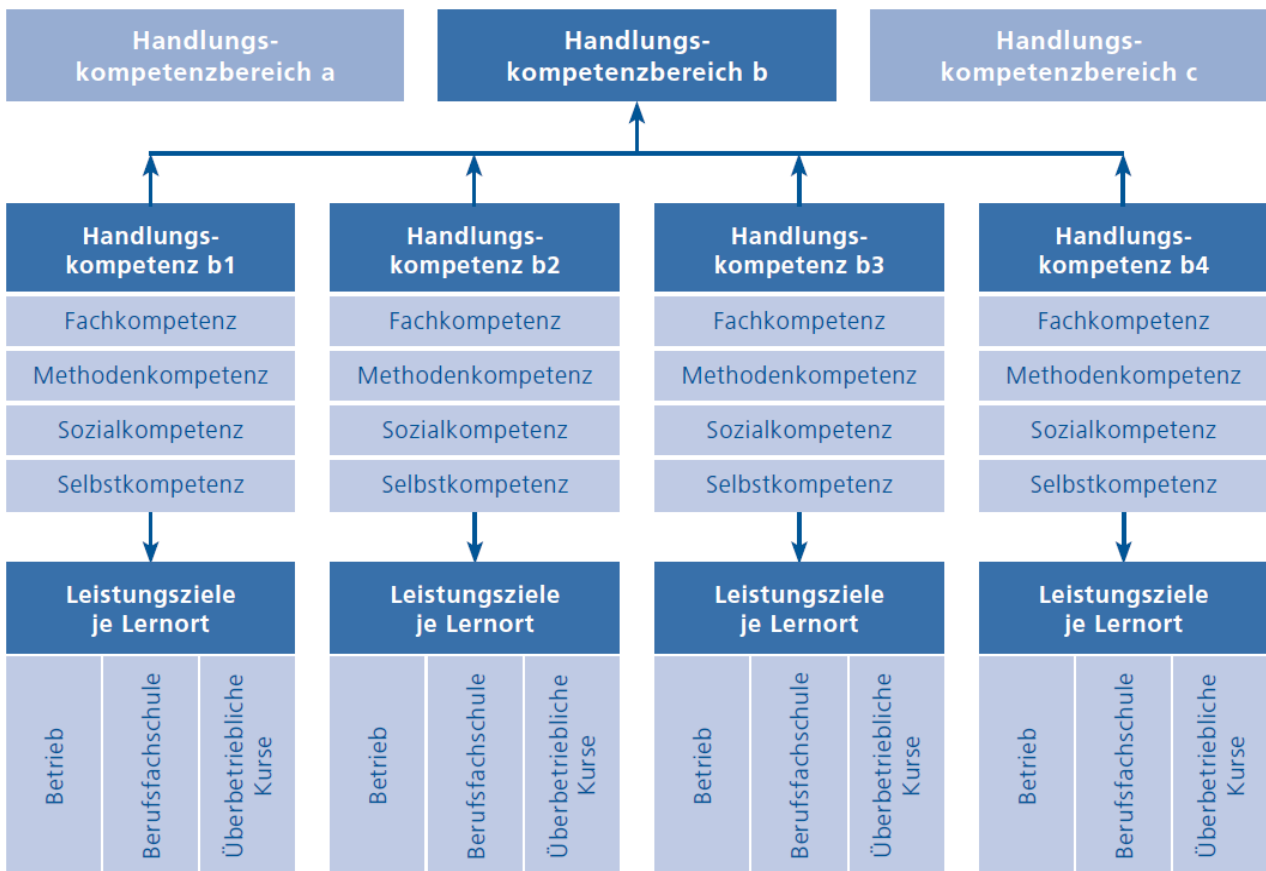 Handlungs-
kompetenzbereich a
Handlungs-
kompetenzbereich b
Handlungs-
kompetenzbereich c
Handlungs-
kompetenz b1
Fachkompetenz
Methodenkompetenz
Sozialkompetenz
Selbstkompetenz
Leistungsziele
je Lernort
Betrieb
Berufsfachschule
Überbetriebliche
Kurse
Handlungs-
kompetenz b2
Fachkompetenz
Methodenkompetenz
Sozialkompetenz
Selbstkompetenz
Leistungsziele
je Lernort
Betrieb
Berufsfachschule
Überbetriebliche
Kurse
Handlungs-
kompetenz b3
Fachkompetenz
Methodenkompetenz
Sozialkompetenz
Selbstkompetenz
Leistungsziele
je Lernort
Betrieb
Berufsfachschule
Überbetriebliche
Kurse
Handlungs-
kompetenz b4
Fachkompetenz
Methodenkompetenz
Sozialkompetenz
Selbstkompetenz
Leistungsziele
je Lernort
Betrieb
Berufsfachschule
Überbetriebliche
Kurse